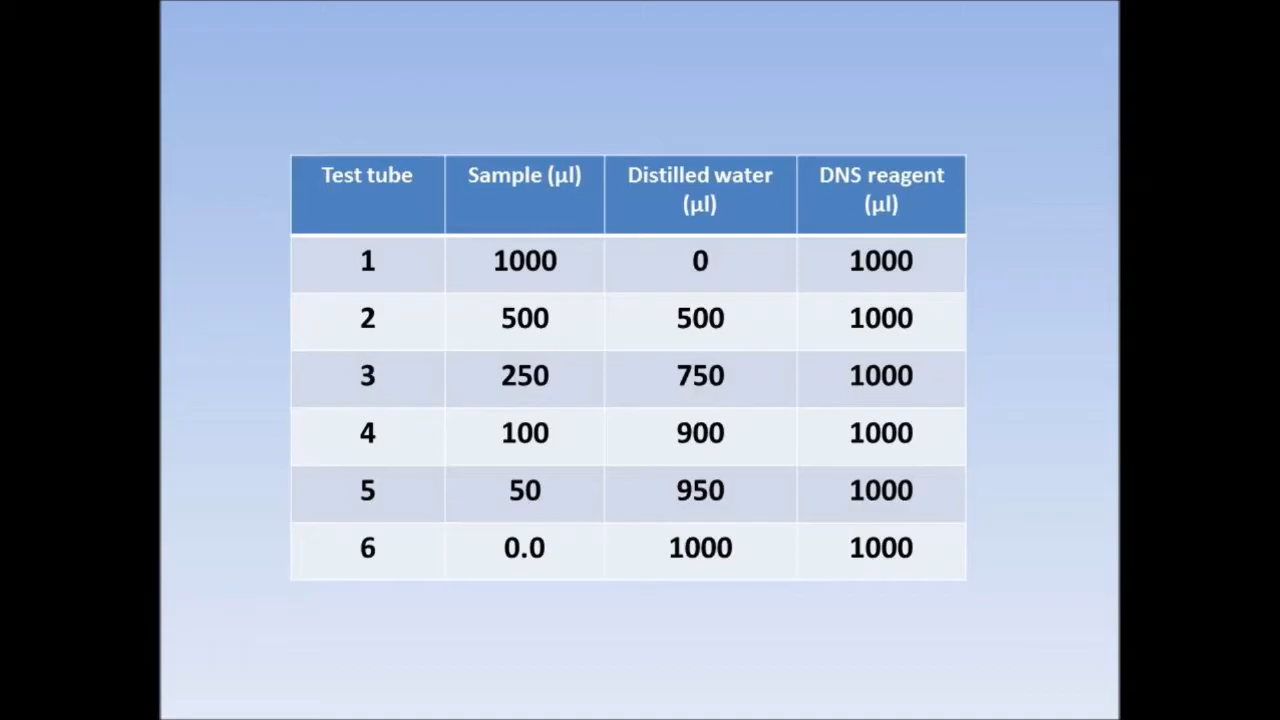 Test tube Sample (µl) Distilled water (µl) DNS reagent (µl)
1 1000 0 1000
2 500 500 1000
3 250 750 1000
4 100 900 1000
5 50 950 1000
6 0.0 1000 1000